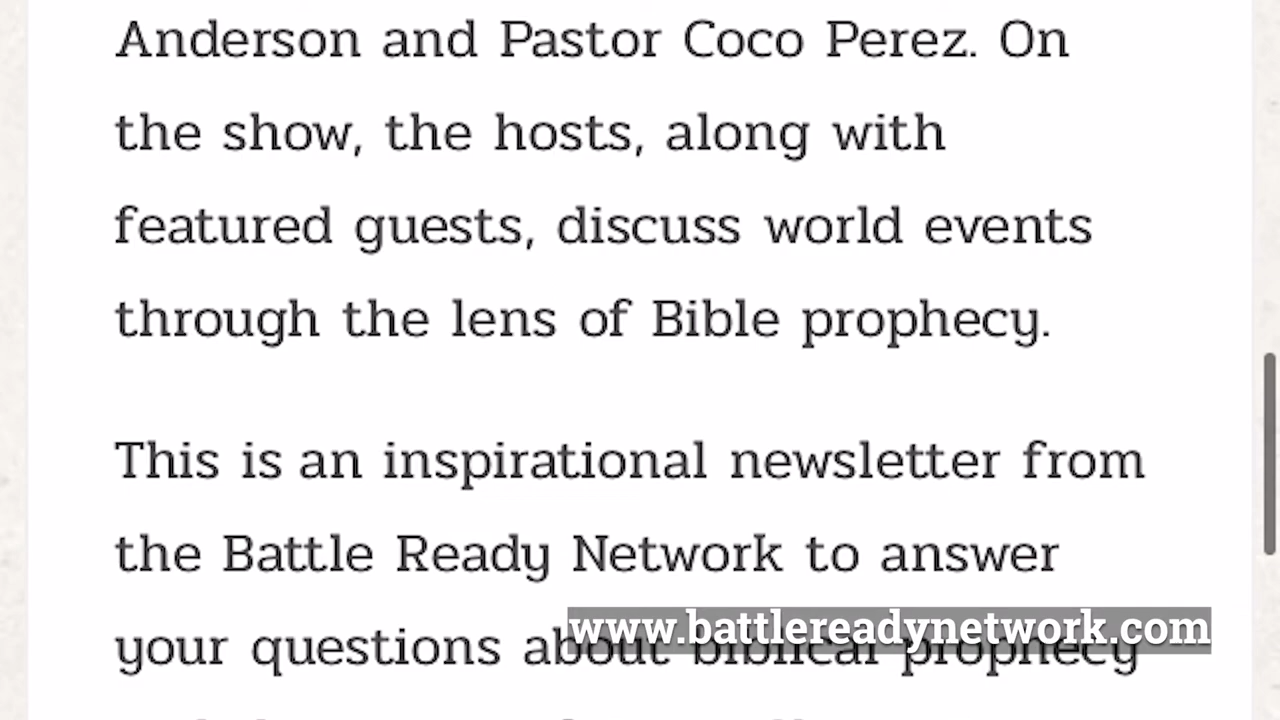 Anderson and Pastor Coco Perez. On
the show, the hosts, along with
featured guests, discuss world events
through the lens of Bible prophecy.
This is an inspirational newsletter from
the Battle Ready Network to answer
www.battlereadynetwork.com
your questions about biblical prophecy